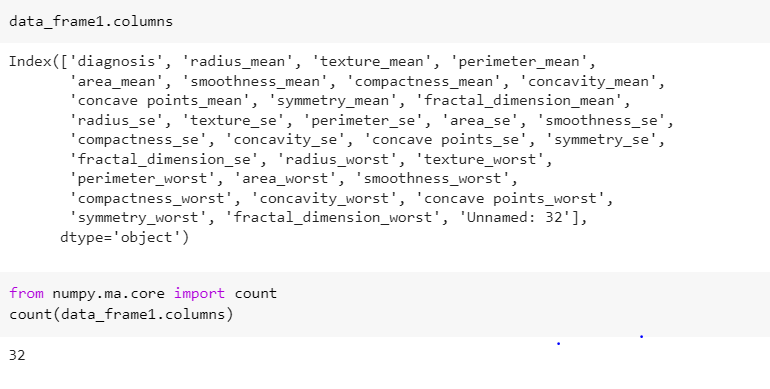 data_frame1.columns
Index(['diagnosis', 'radius_mean', 'texture_mean', 'perimeter_mean',
'area_mean', 'smoothness_mean', 'compactness_mean', 'concavity_mean',
'concave points_mean', 'symmetry_mean', 'fractal_dimension_mean',
'radius_se', 'texture_se', 'perimeter_se', 'area_se', 'smoothness_se',
'compactness_se', 'concavity_se', 'concave points_se', 'symmetry_se',
'fractal_dimension_se', 'radius_worst', 'texture_worst',
'perimeter_worst', 'area_worst', 'smoothness_worst',
'compactness_worst', 'concavity_worst', 'concave points_worst',
'symmetry_worst', 'fractal_dimension_worst', 'Unnamed: 32'],
dtype='object')
from numpy.ma.core import count
count(data_frame1.columns)
32